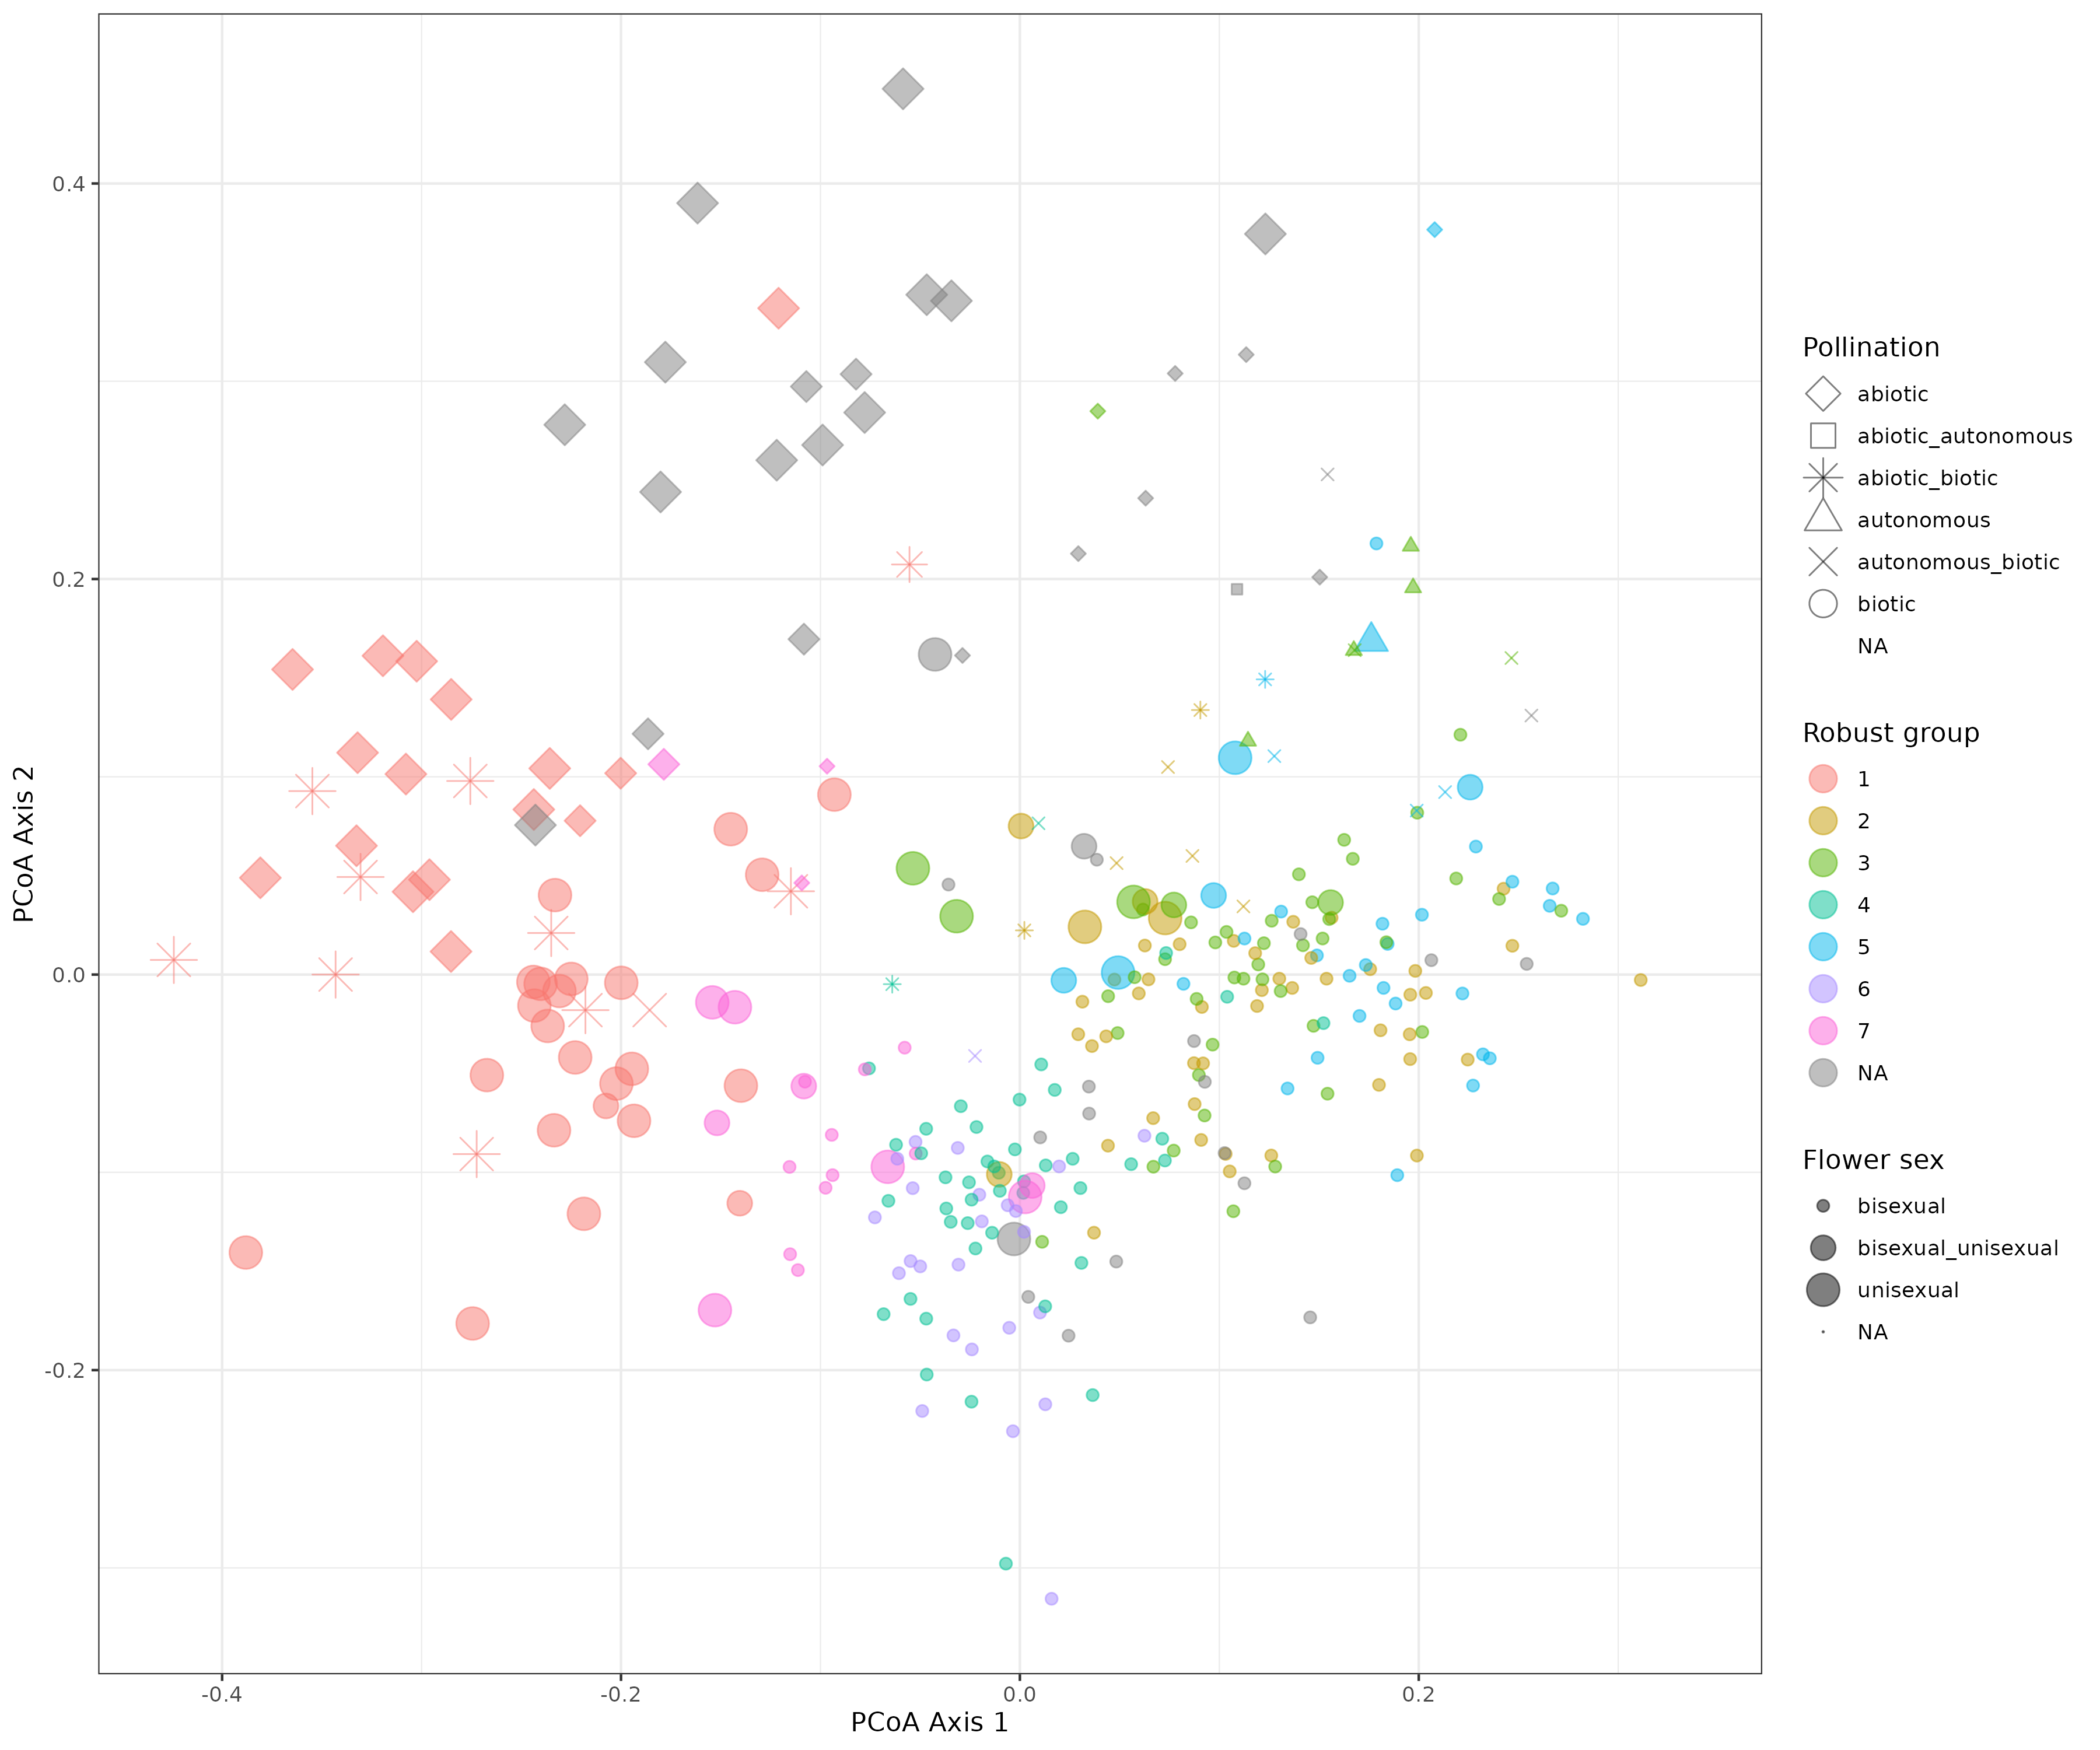 0.4
0.2
0.0
-0.2
PCoA Axis 2
-0.4
-0.2
0.0
0.2
PCoA Axis 1
Pollination
abiotic
abiotic_autonomous
abiotic_biotic
autonomous
autonomous_biotic
biotic
NA
Robust group
1
2
3
4
5
6
7
NA
Flower sex
bisexual
bisexual_unisexual
unisexual
NA